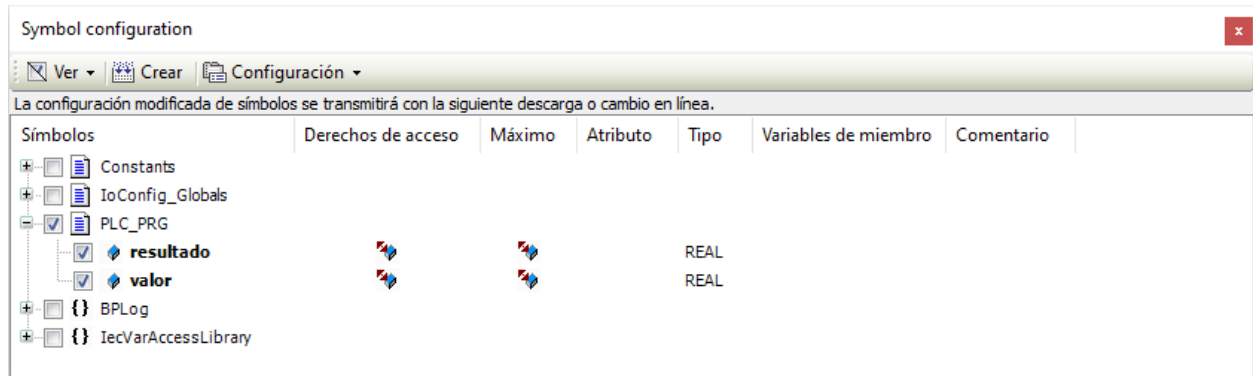 Symbol configuration
x
Ver Crear Configuración
La configuración modificada de símbolos se transmitirá con la siguiente descarga o cambio en línea.
Símbolos Derechos de acceso Máximo Atributo Tipo Variables de miembro Comentario
Constants
IoConfig_Globals
PLC_PRG
resultado REAL
valor REAL
{} BPLog
{} IecVarAccessLibrary